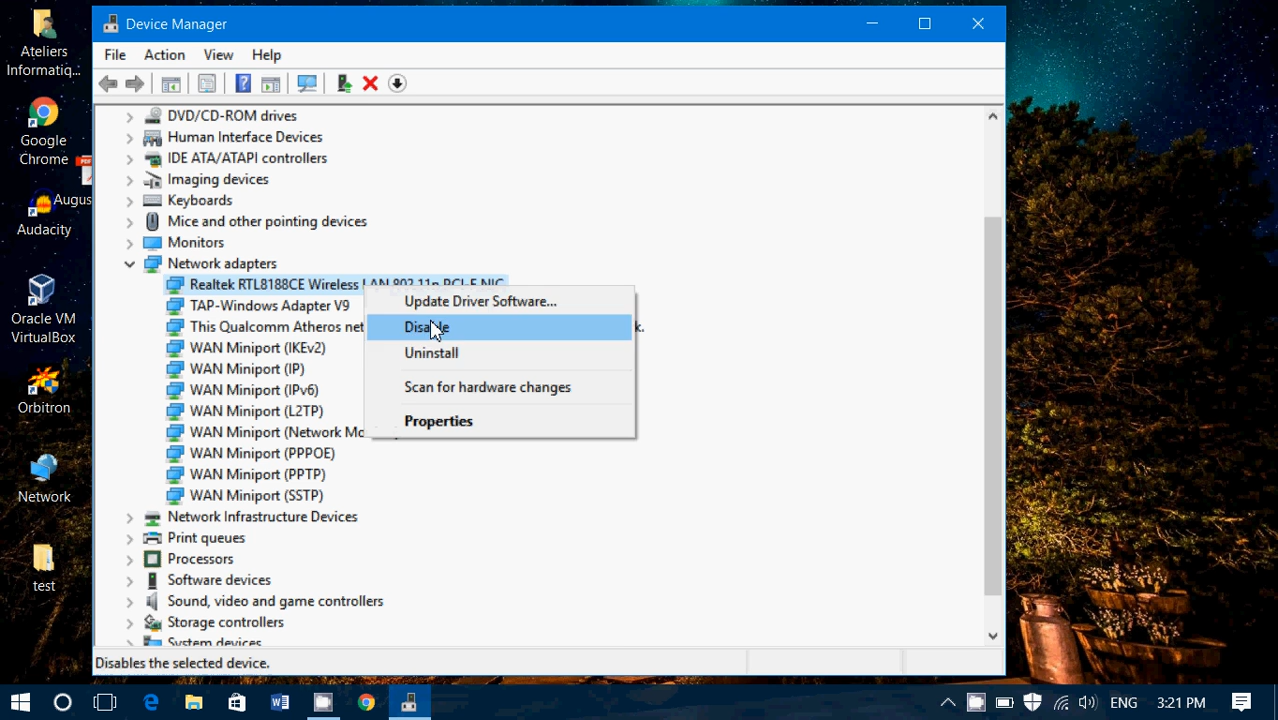 Device Manager
File Action View Help
DVD/CD-ROM drives
Human Interface Devices
IDE ATA/ATAPI controllers
Imaging devices
Keyboards
Mice and other pointing devices
Monitors
Network adapters
Realtek RTL8188CE Wireless LAN 802.11n PCI-E NIC
TAP-Windows Adapter V9
This Qualcomm Atheros net k.
WAN Miniport (IKEv2)
WAN Miniport (IP)
WAN Miniport (IPv6)
WAN Miniport (L2TP)
WAN Miniport (Network Mo
WAN Miniport (PPPOE)
WAN Miniport (PPTP)
WAN Miniport (SSTP)
Network Infrastructure Devices
Print queues
Processors
Software devices
Sound, video and game controllers
Storage controllers
System devices
Update Driver Software...
Disable
Uninstall
Scan for hardware changes
Properties
Disables the selected device.
Ateliers
Informatiq...
Google
Chrome
PDF
Augus
Audacity
Oracle VM
VirtualBox
Orbitron
Network
test
ENG 3:21 PM